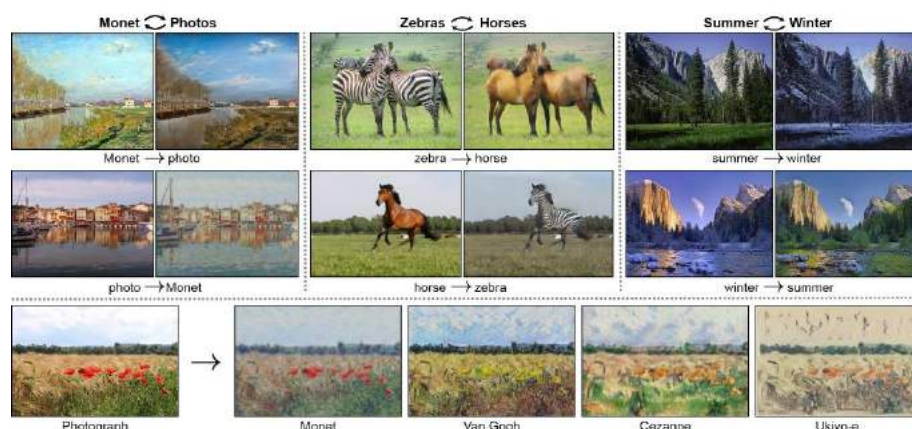 Monet Photos
Zebras Horses
Summer Winter
Monet → photo
zebra → horse
summer → winter
photo → Monet
horse → zebra
winter → summer
Photograph
Monet
Van Gogh
Cezanne
Ukiyo-e